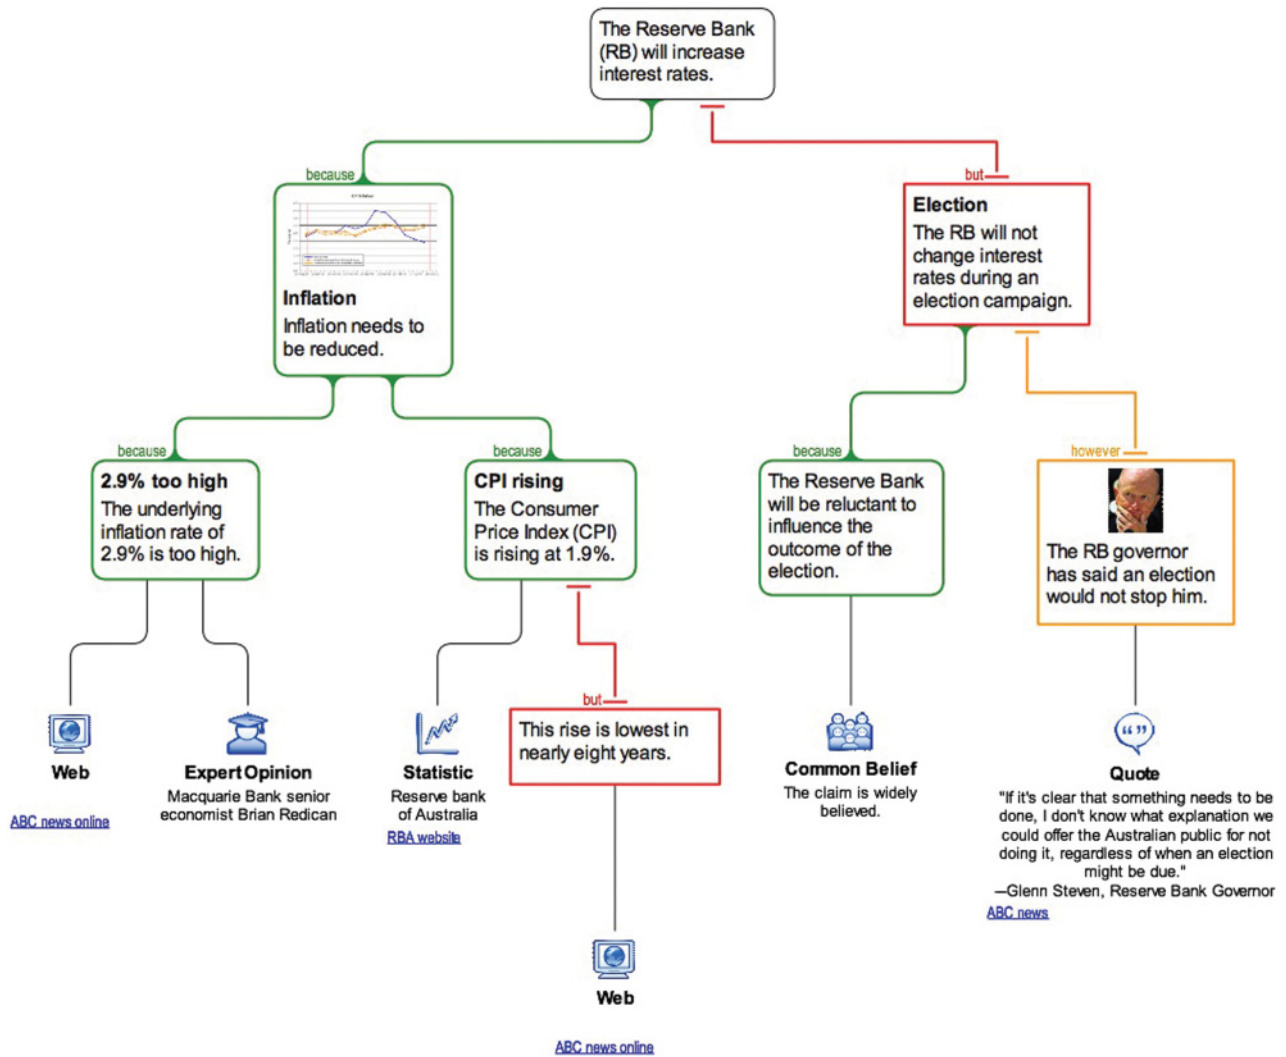 The Reserve Bank
(RB) will increase
interest rates.
because
but
Inflation
Inflation needs to
be reduced.
Election
The RB will not
change interest
rates during an
election campaign.
because
because
because
however
2.9% too high
The underlying
inflation rate of
2.9% is too high.
CPI rising
The Consumer
Price Index (CPI)
is rising at 1.9%.
The Reserve Bank
will be reluctant to
influence the
outcome of the
election.
The RB governor
has said an election
would not stop him.
but
This rise is lowest in
nearly eight years.
Web
ABC news online
Expert Opinion
Macquarie Bank senior
economist Brian Redican
Statistic
Reserve bank
of Australia
RBA website
Common Belief
The claim is widely
believed.
Quote
"If it's clear that something needs to be
done, I don't know what explanation we
could offer the Australian public for not
doing it, regardless of when an election
might be due."
—Glenn Steven, Reserve Bank Governor
ABC news
Web
ABC news online